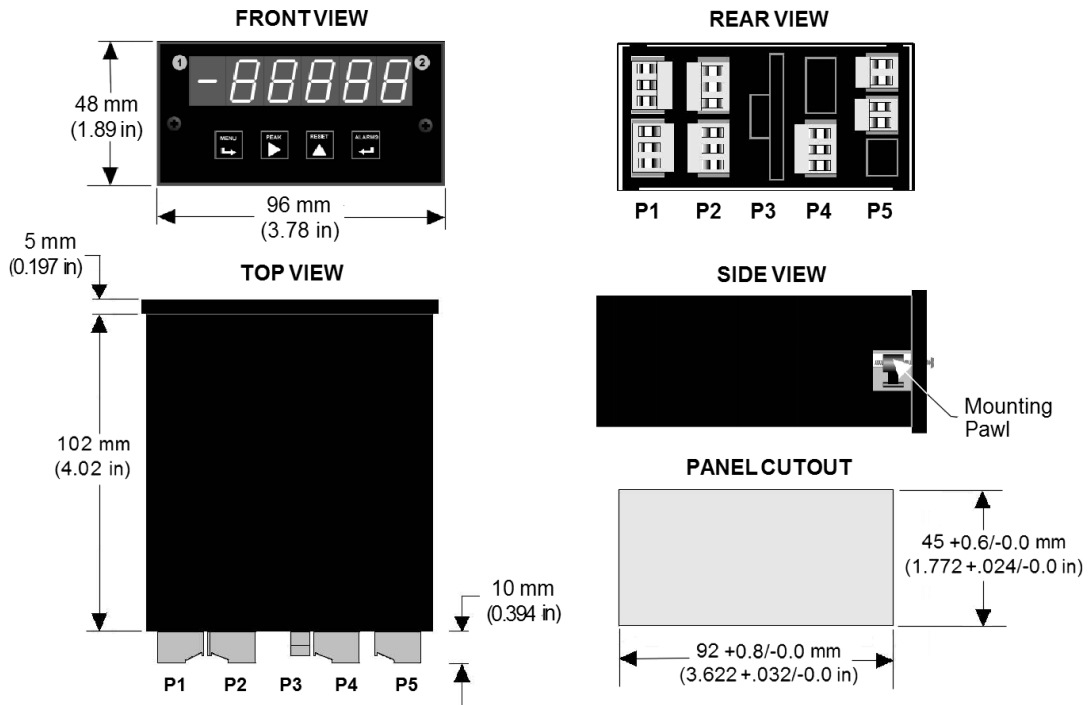 FRONT VIEW
1
2
-88888
MENU
PEAK
RESET
ALARMS
48 mm
(1.89 in)
96 mm
(3.78 in)
REAR VIEW
P1 P2 P3 P4 P5
5 mm
(0.197 in)
TOP VIEW
102 mm
(4.02 in)
10 mm
(0.394 in)
P1 P2 P3 P4 P5
SIDE VIEW
Mounting
Pawl
PANEL CUTOUT
45 +0.6/-0.0 mm
(1.772 +.024/-0.0 in)
92 +0.8/-0.0 mm
(3.622 +.032/-0.0 in)